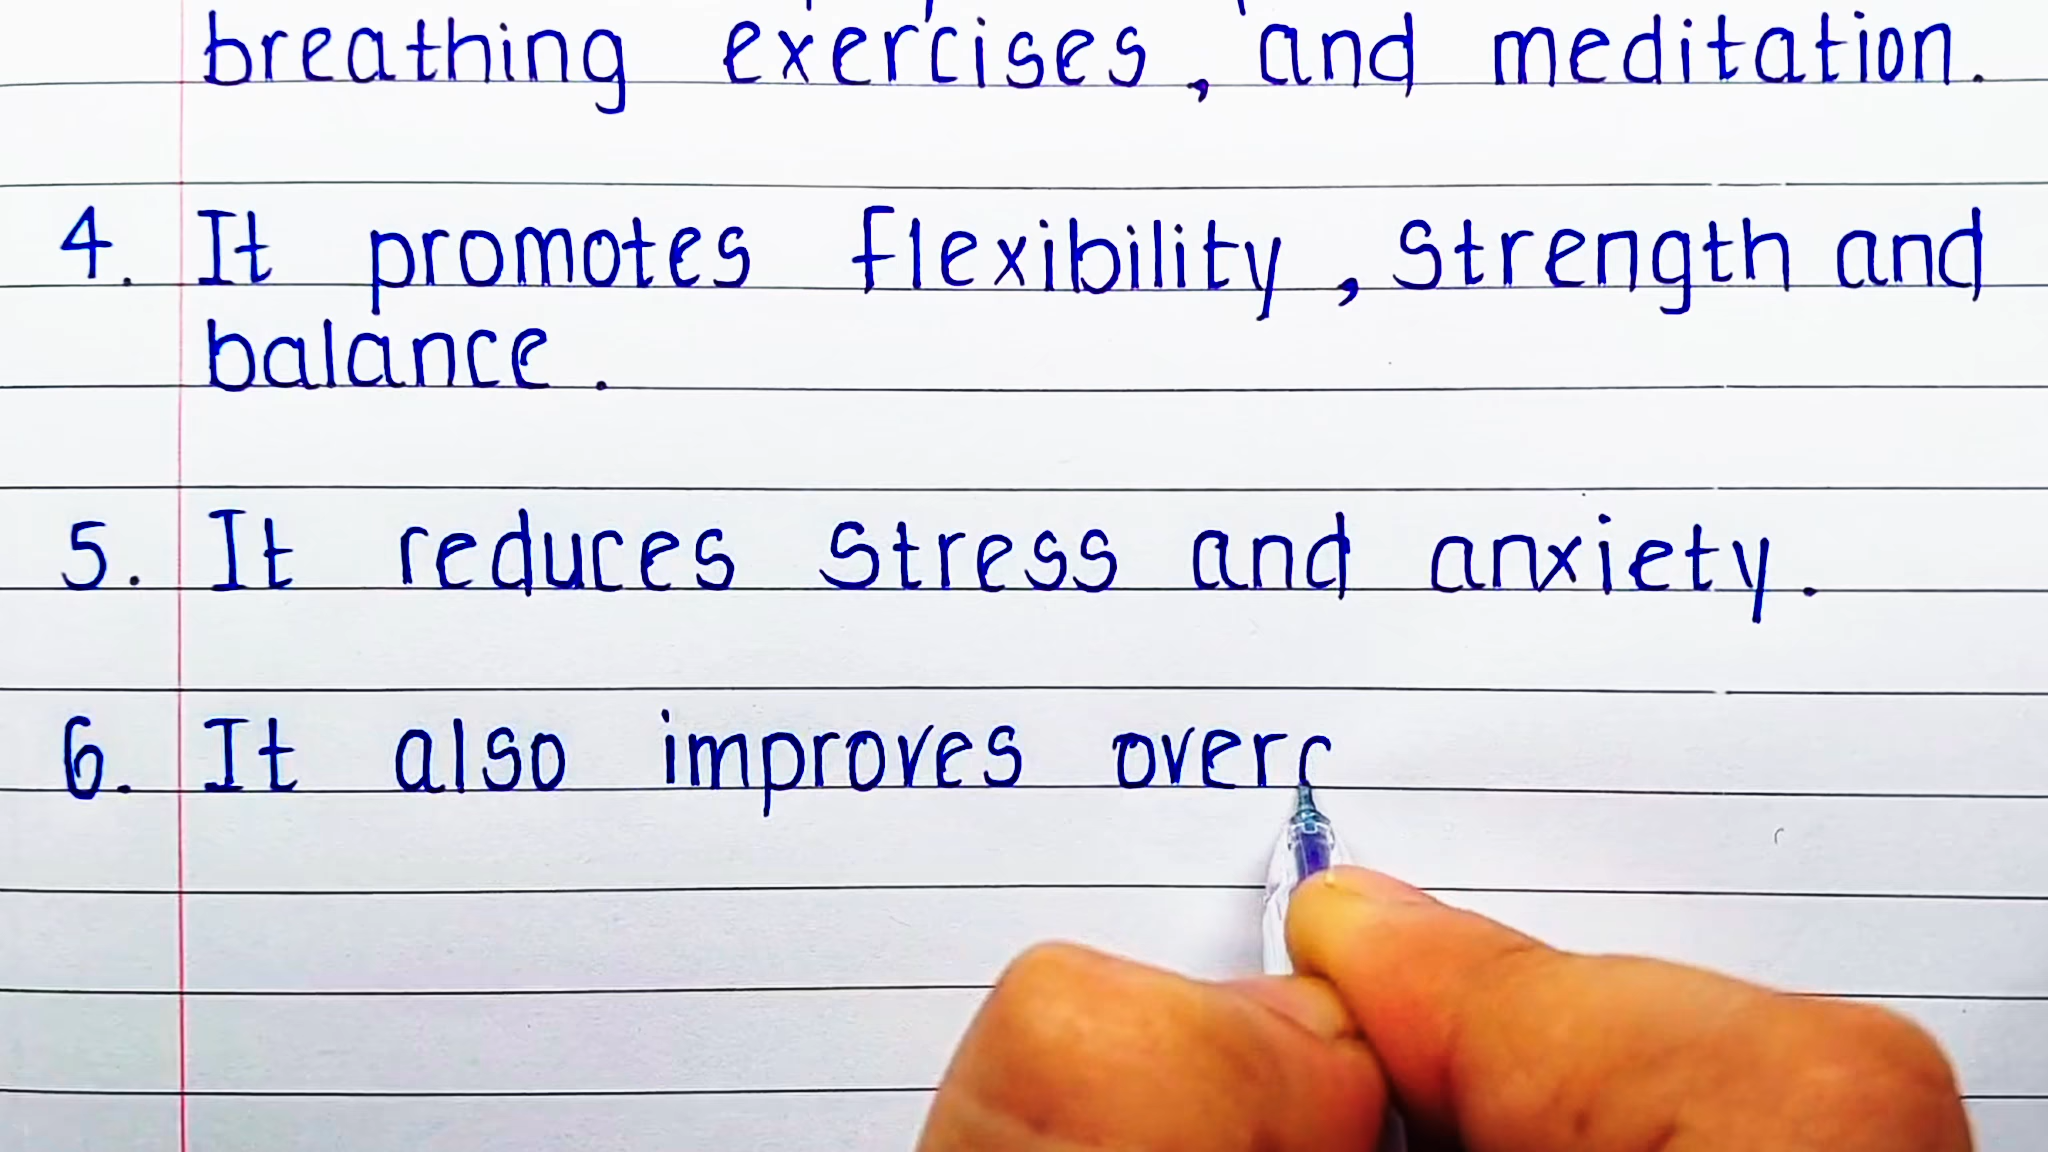 breathing exercises, and meditation.
4. It promotes flexibility, strength and
balance.
5. It reduces stress and anxiety.
6. It also improves over